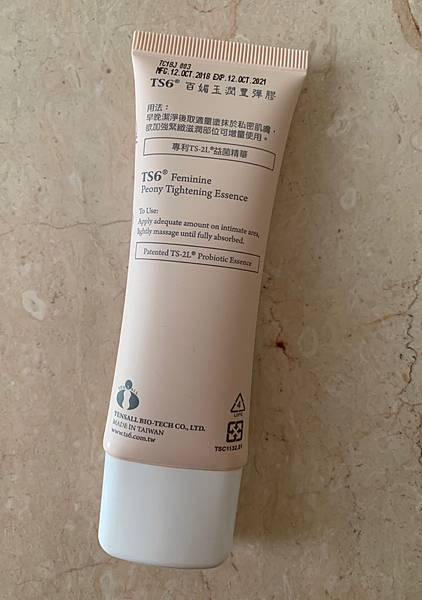 TC18J 003
MFG.12.OCT.2018 EXP.12.OCT.2021
TS6® 百媚玉潤豐彈膠
用法：
早晚潔淨後取適量塗抹於私密肌膚，
欲加強緊緻滋潤部位可增量使用。
專利TS-2L®益菌精華
TS6® Feminine
Peony Tightening Essence
To Use:
Apply adequate amount on intimate area,
lightly massage until fully absorbed.
Patented TS-2L® Probiotic Essence
TENSALL BIO-TECH CO., LTD.
MADE IN TAIWAN
www.ts6.com.tw
4
LDPE
TSC1132.01